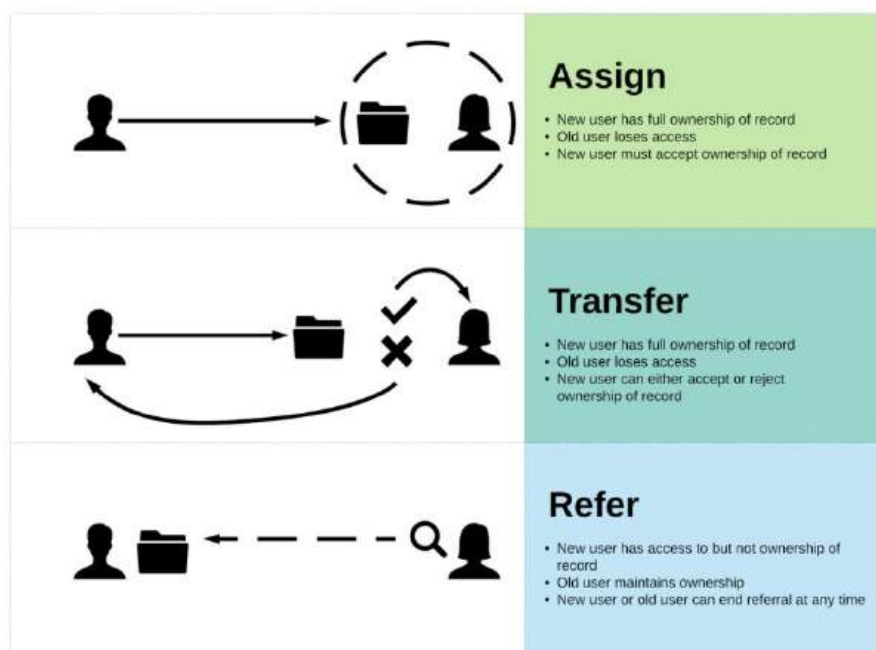 Assign
• New user has full ownership of record
• Old user loses access
• New user must accept ownership of record
Transfer
• New user has full ownership of record
• Old user loses access
• New user can either accept or reject
ownership of record
Refer
• New user has access to but not ownership of
record
• Old user maintains ownership
• New user or old user can end referral at any time